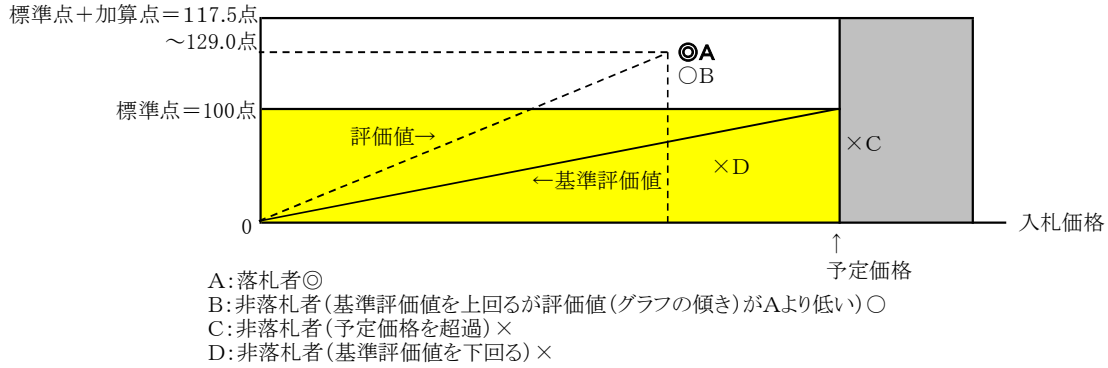 標準点＋加算点＝117.5点
～129.0点
◎A
○B
標準点＝100点
評価値→
×C
×D
←基準評価値
0
入札価格
↑
予定価格
A：落札者◎
B：非落札者（基準評価値を上回るが評価値（グラフの傾き）がAより低い）○
C：非落札者（予定価格を超過）×
D：非落札者（基準評価値を下回る）×